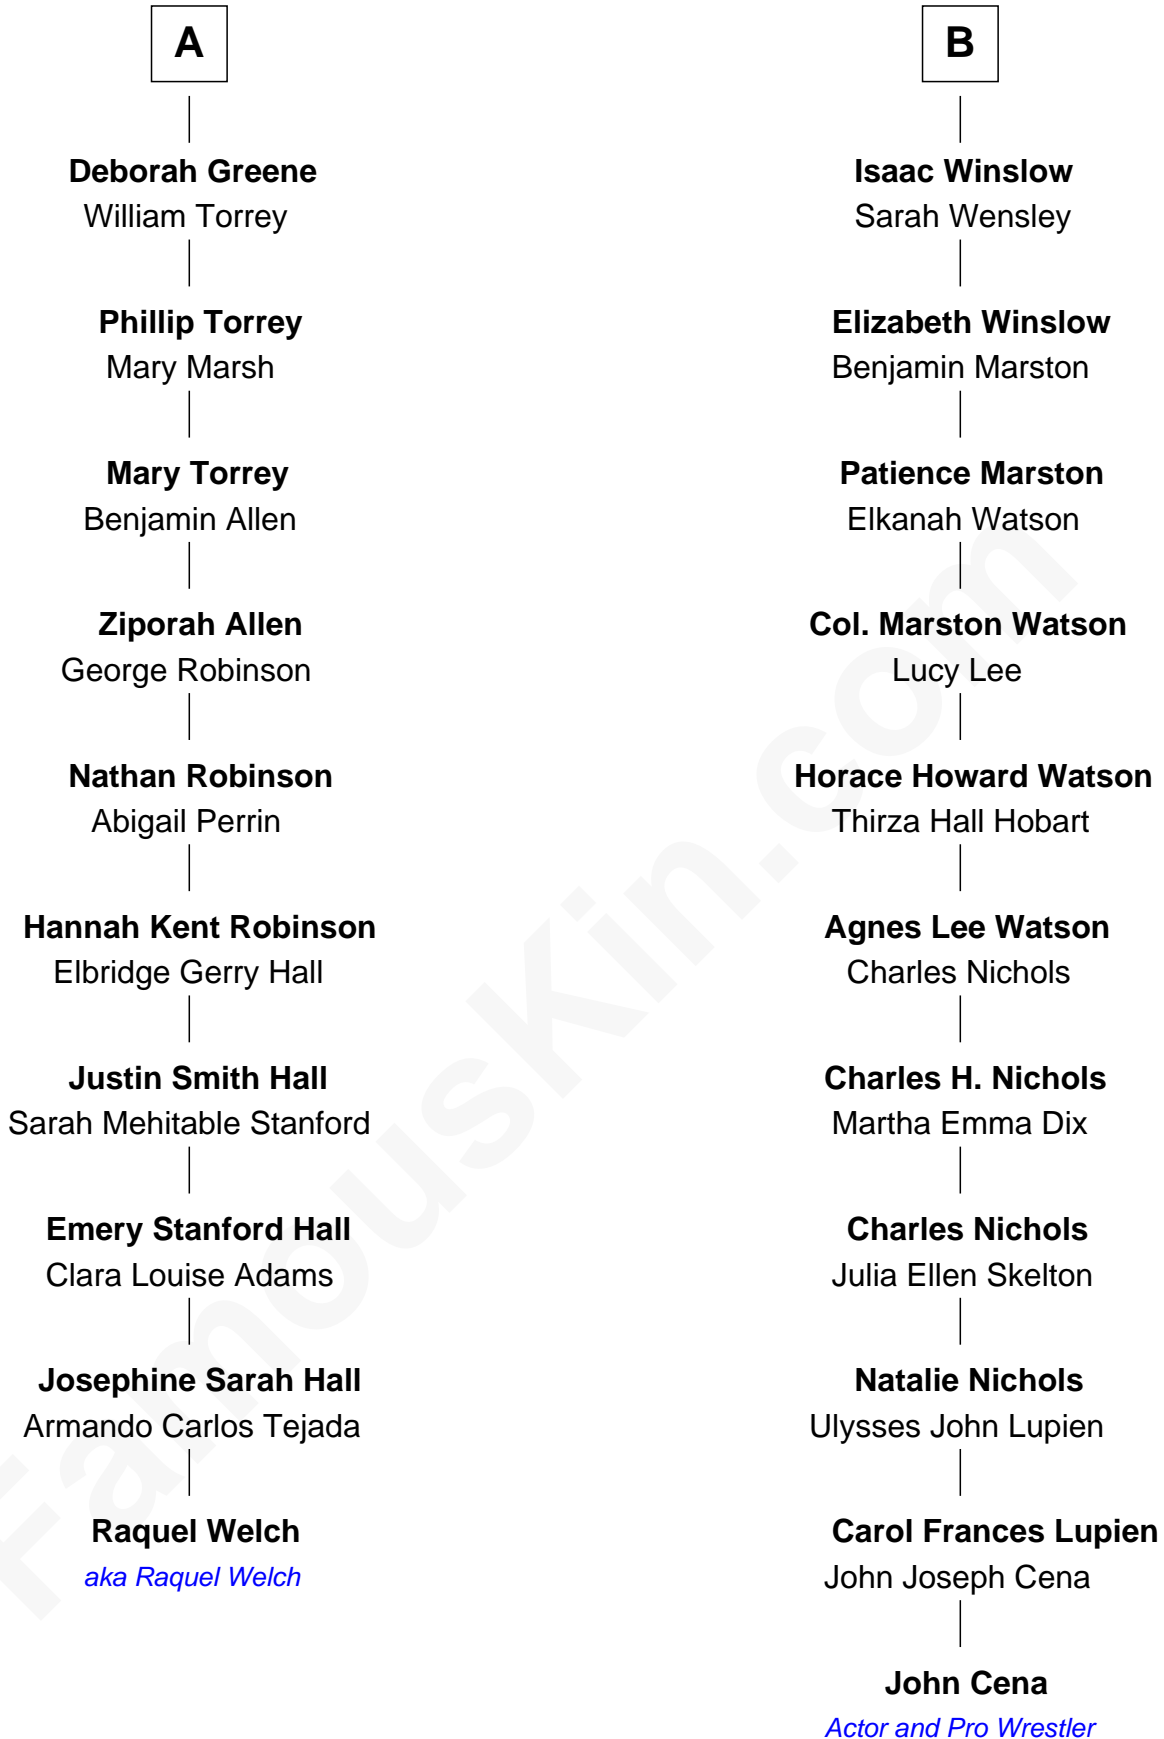 A
Deborah Greene
William Torrey
Phillip Torrey
Mary Marsh
Mary Torrey
Benjamin Allen
Ziporah Allen
George Robinson
Nathan Robinson
Abigail Perrin
Hannah Kent Robinson
Elbridge Gerry Hall
Justin Smith Hall
Sarah Mehitable Stanford
Emery Stanford Hall
Clara Louise Adams
Josephine Sarah Hall
Armando Carlos Tejada
Raquel Welch
aka Raquel Welch
B
Isaac Winslow
Sarah Wensley
Elizabeth Winslow
Benjamin Marston
Patience Marston
Elkanah Watson
Col. Marston Watson
Lucy Lee
Horace Howard Watson
Thirza Hall Hobart
Agnes Lee Watson
Charles Nichols
Charles H. Nichols
Martha Emma Dix
Charles Nichols
Julia Ellen Skelton
Natalie Nichols
Ulysses John Lupien
Carol Frances Lupien
John Joseph Cena
John Cena
Actor and Pro Wrestler
FamousKin.com